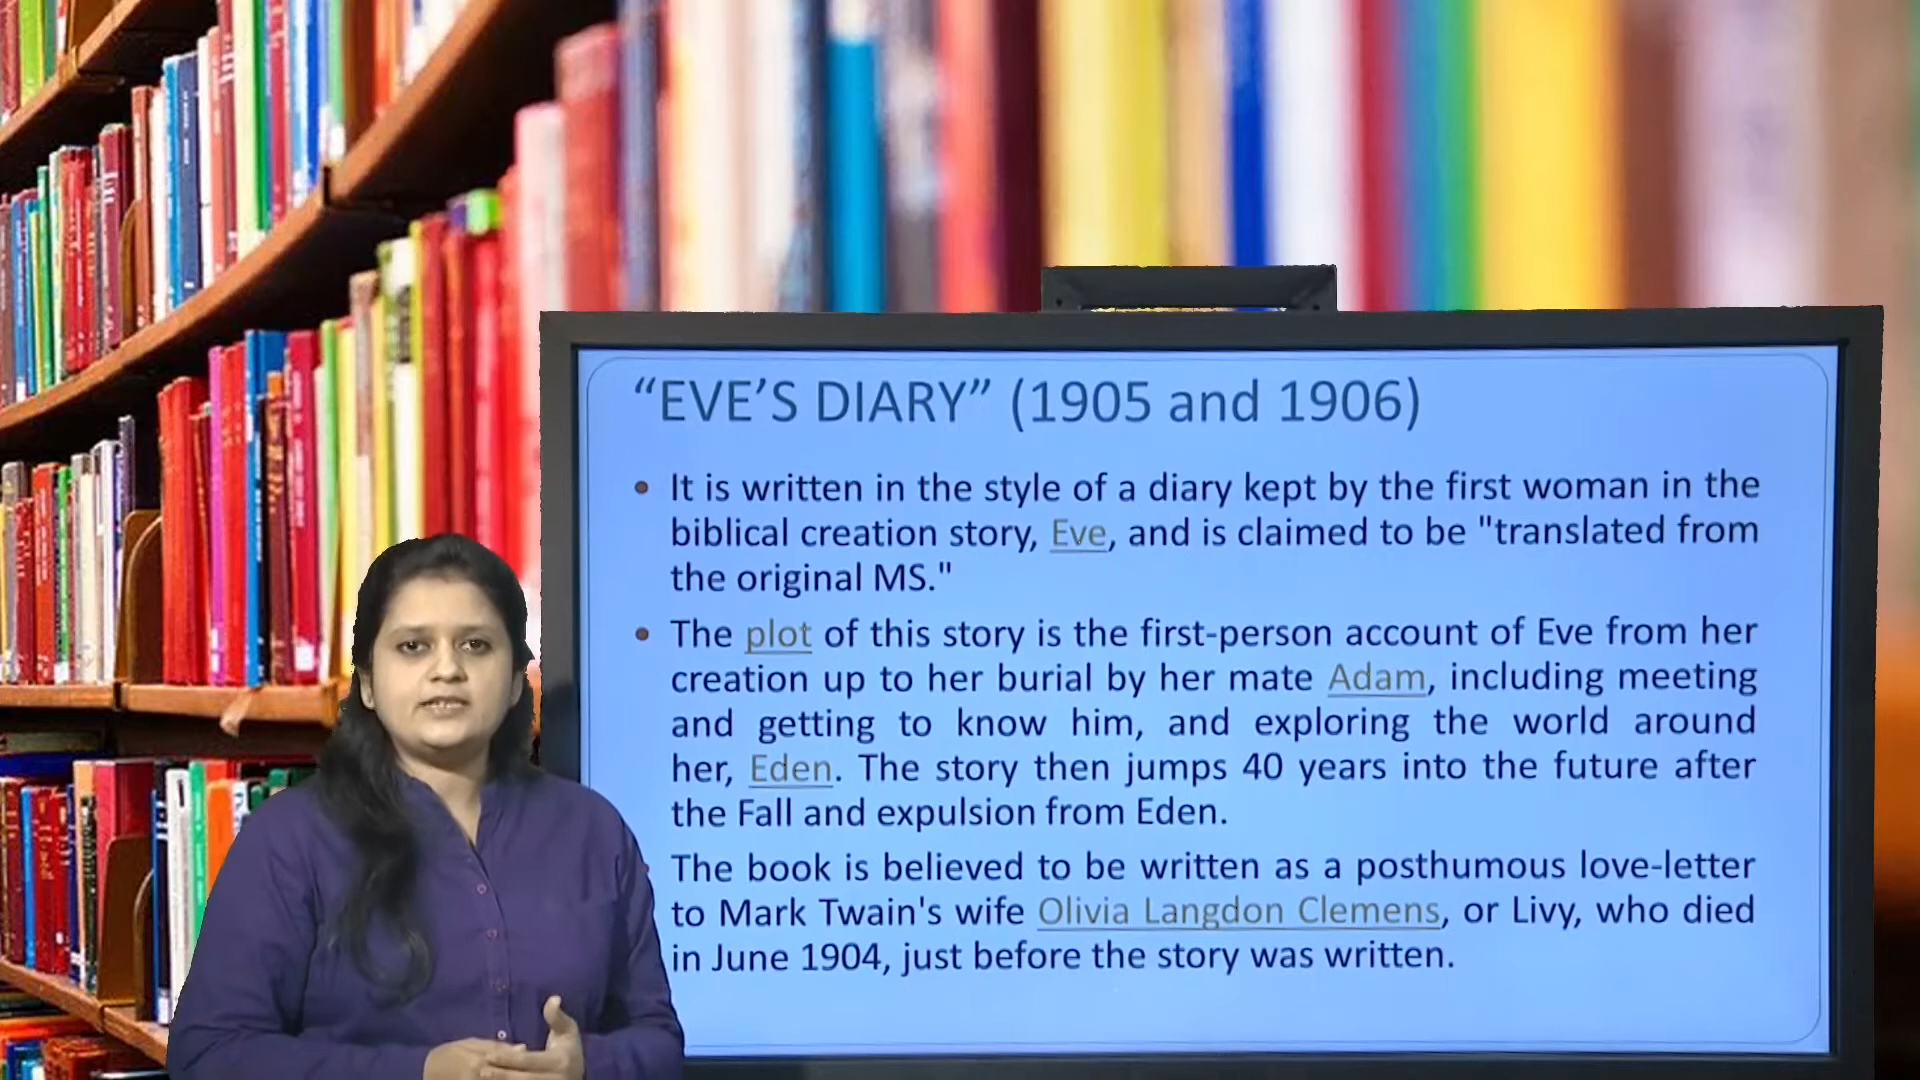 “EVE’S DIARY” (1905 and 1906)
• It is written in the style of a diary kept by the first woman in the
biblical creation story, Eve, and is claimed to be "translated from
the original MS."
• The plot of this story is the first-person account of Eve from her
creation up to her burial by her mate Adam, including meeting
and getting to know him, and exploring the world around
her, Eden. The story then jumps 40 years into the future after
the Fall and expulsion from Eden.
The book is believed to be written as a posthumous love-letter
to Mark Twain's wife Olivia Langdon Clemens, or Livy, who died
in June 1904, just before the story was written.